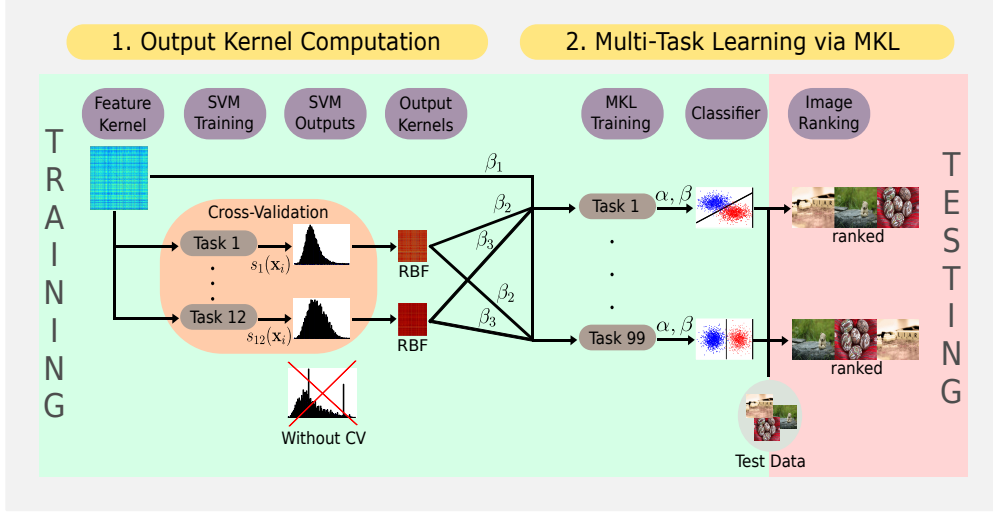 1. Output Kernel Computation
2. Multi-Task Learning via MKL
TRAINING
Feature
Kernel
SVM
Training
SVM
Outputs
Output
Kernels
MKL
Training
Classifier
Image
Ranking
TESTING
β₁
Cross-Validation
Task 1
s₁(xᵢ)
RBF
Task 12
s₁₂(xᵢ)
RBF
Without CV
β₂
β₃
β₂
β₃
Task 1
α, β
ranked
Task 99
α, β
ranked
Test Data